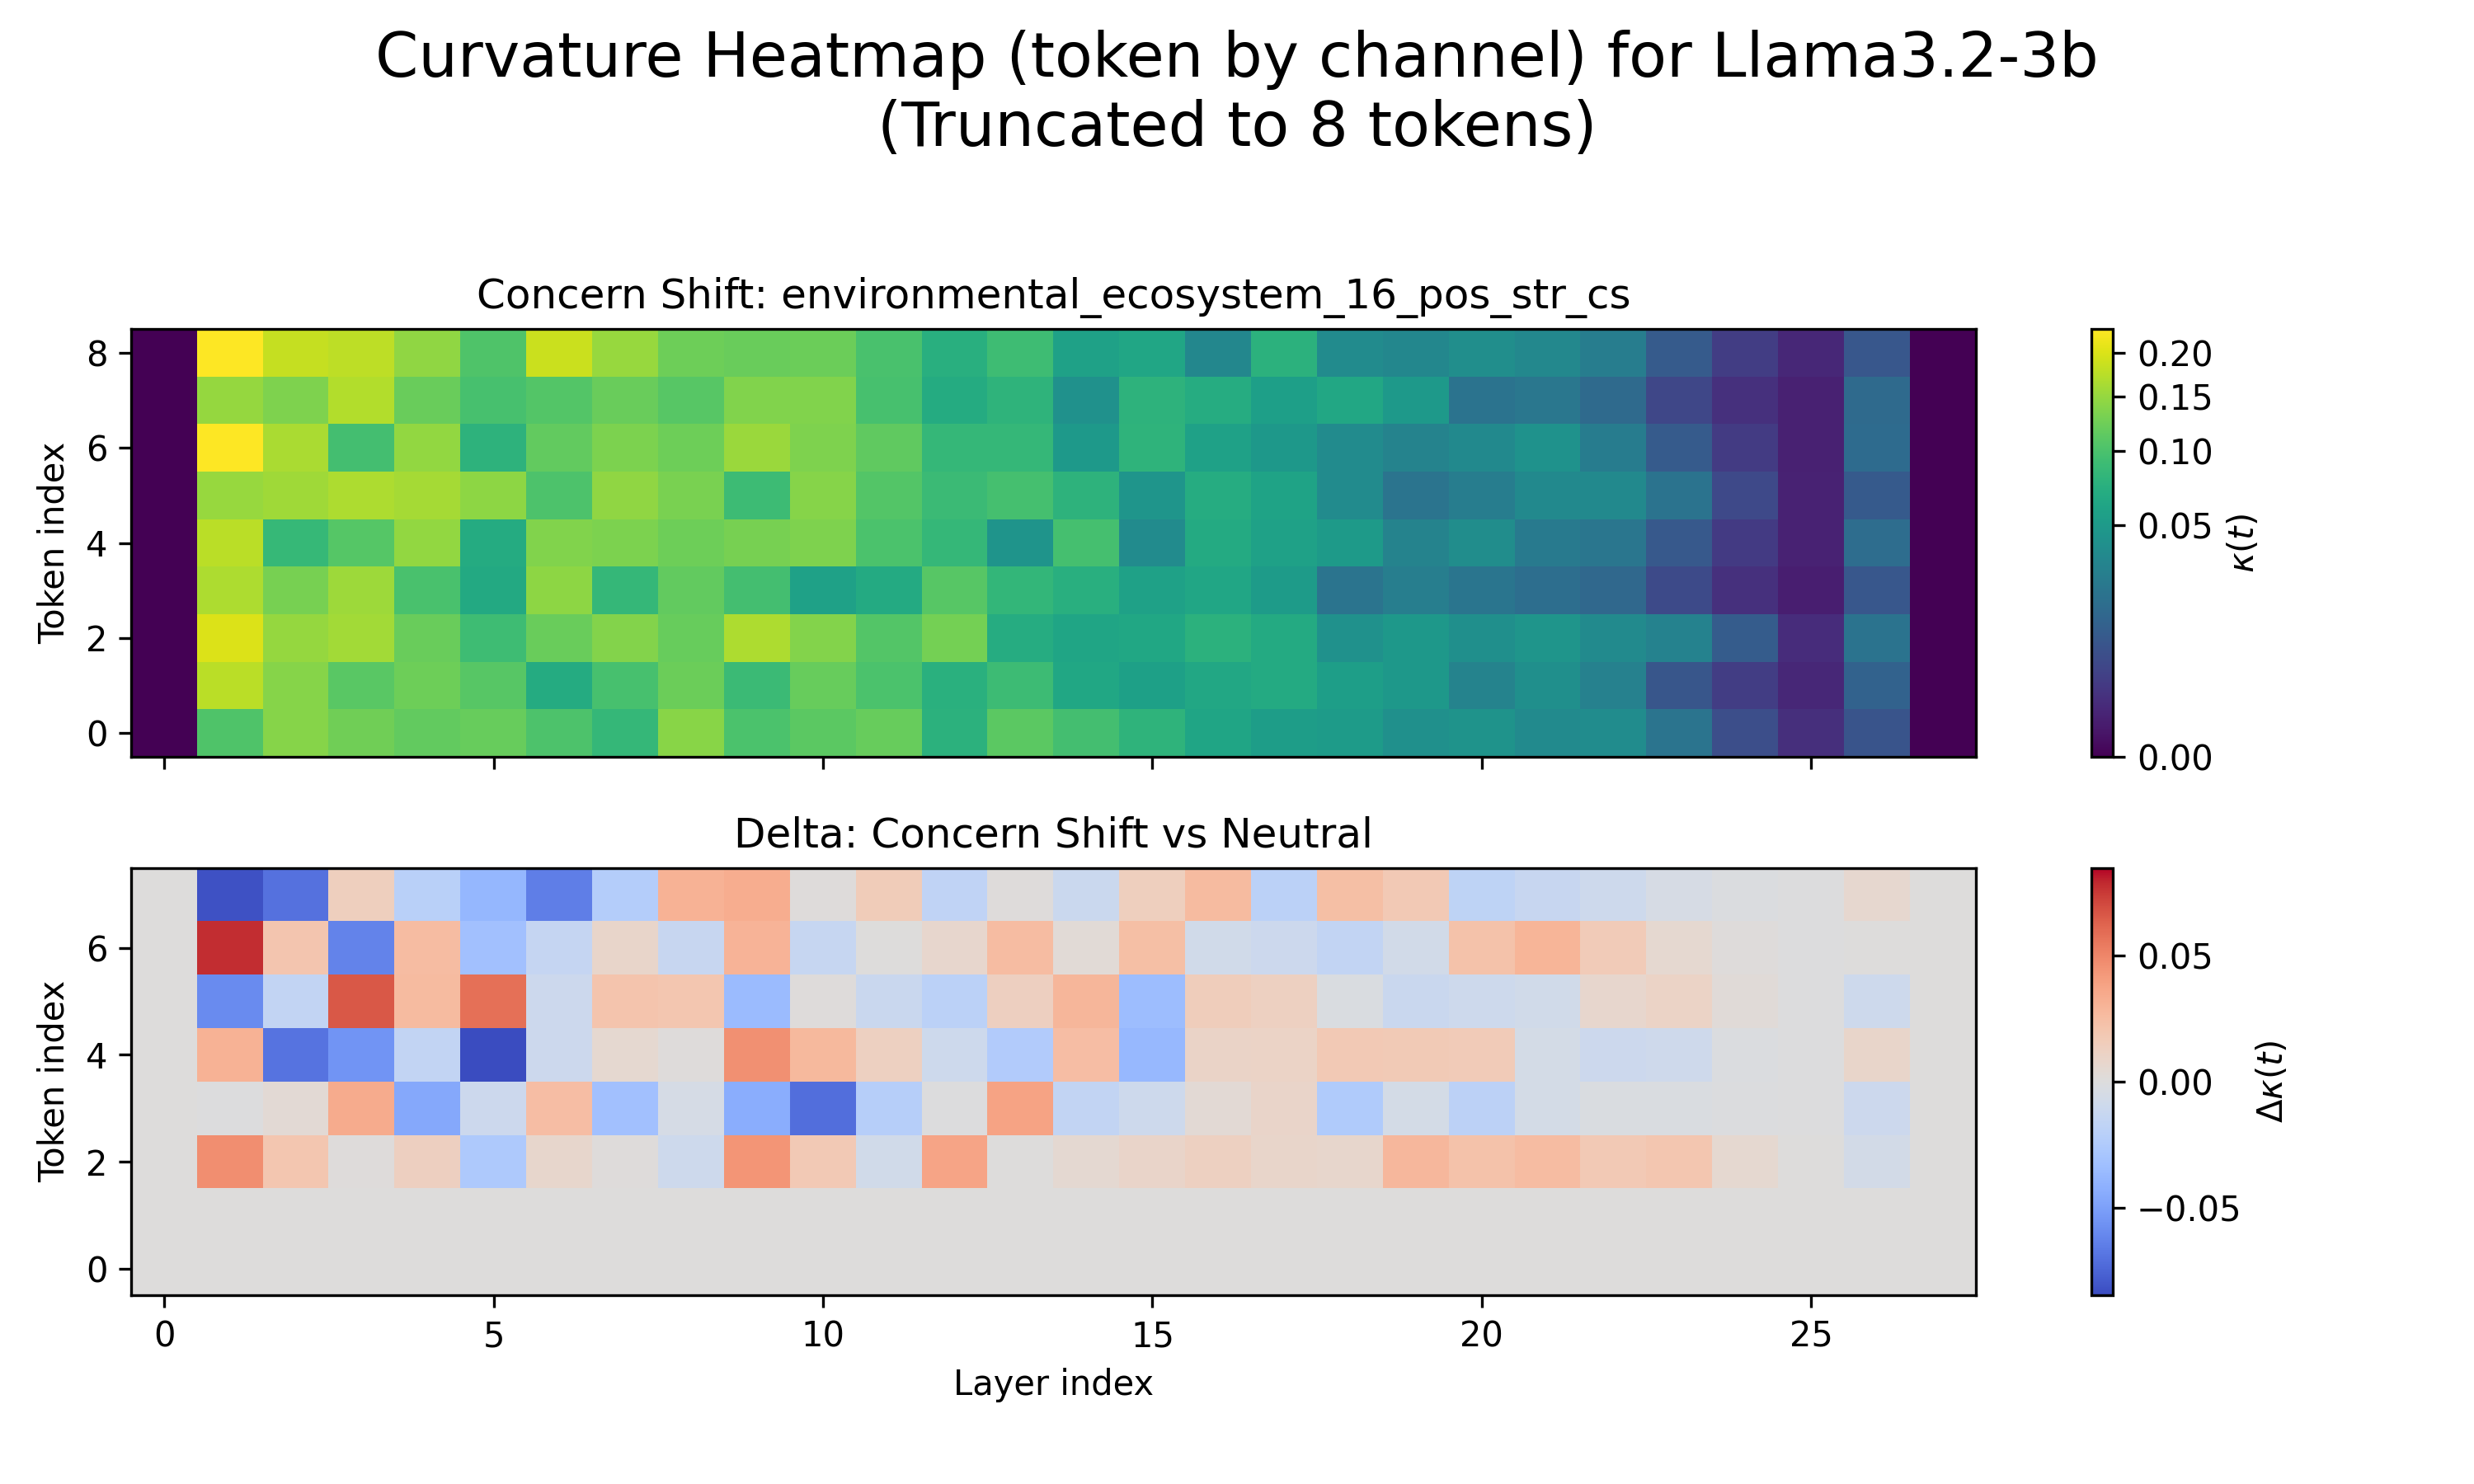 Curvature Heatmap (token by channel) for Llama3.2-3b
(Truncated to 8 tokens)
Concern Shift: environmental_ecosystem_16_pos_str_cs
Token index
8
6
4
2
0
0.20
0.15
0.10
0.05
0.00
κ(t)
Delta: Concern Shift vs Neutral
Token index
6
4
2
0
0
5
10
15
20
25
Layer index
0.05
0.00
−0.05
Δκ(t)